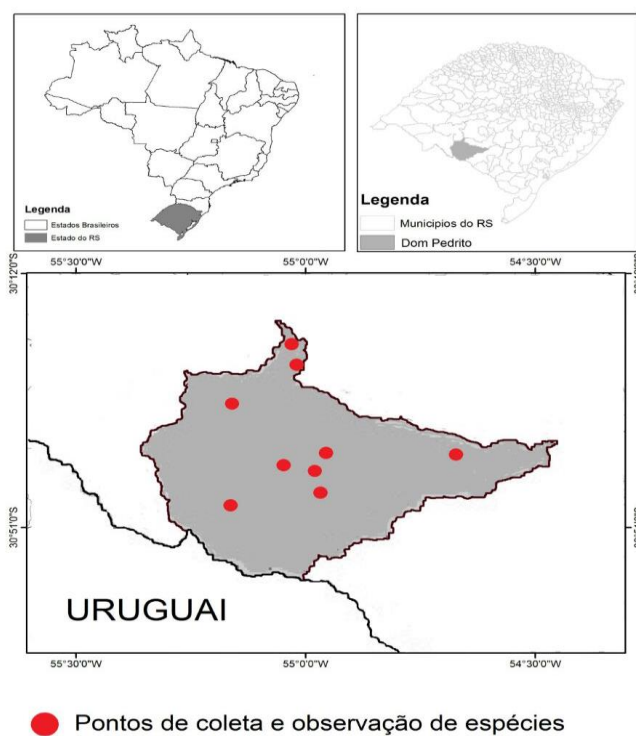 Legenda
Estados Brasileiros
Estado do RS
Legenda
Municipios do RS
Dom Pedrito
55°30'0"W
55°0'0"W
54°30'0"W
30°12'0"S
30°51'0"S
URUGUAI
55°30'0"W
55°0'0"W
54°30'0"W
Pontos de coleta e observação de espécies